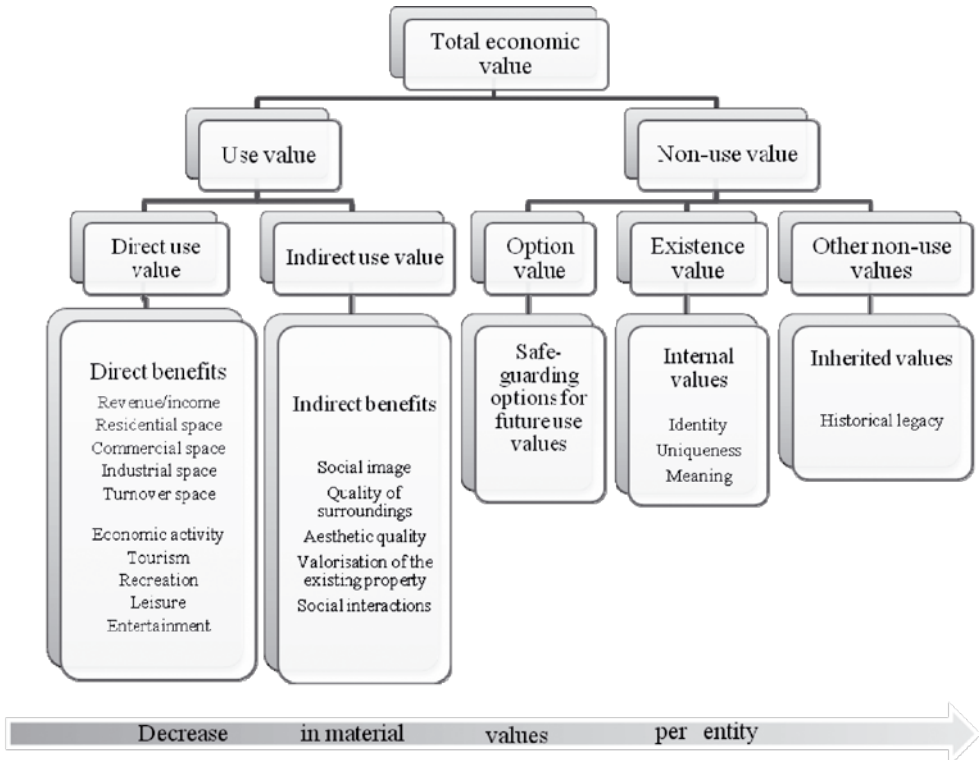 Total economic
value
Use value
Non-use value
Direct use
value
Indirect use value
Option
value
Existence
value
Other non-use
values
Direct benefits
Revenue/income
Residential space
Commercial space
Industrial space
Turnover space
Economic activity
Tourism
Recreation
Leisure
Entertainment
Indirect benefits
Social image
Quality of
surroundings
Aesthetic quality
Valorisation of the
existing property
Social interactions
Safe-
guarding
options for
future use
values
Internal
values
Identity
Uniqueness
Meaning
Inherited values
Historical legacy
Decrease in material values per entity